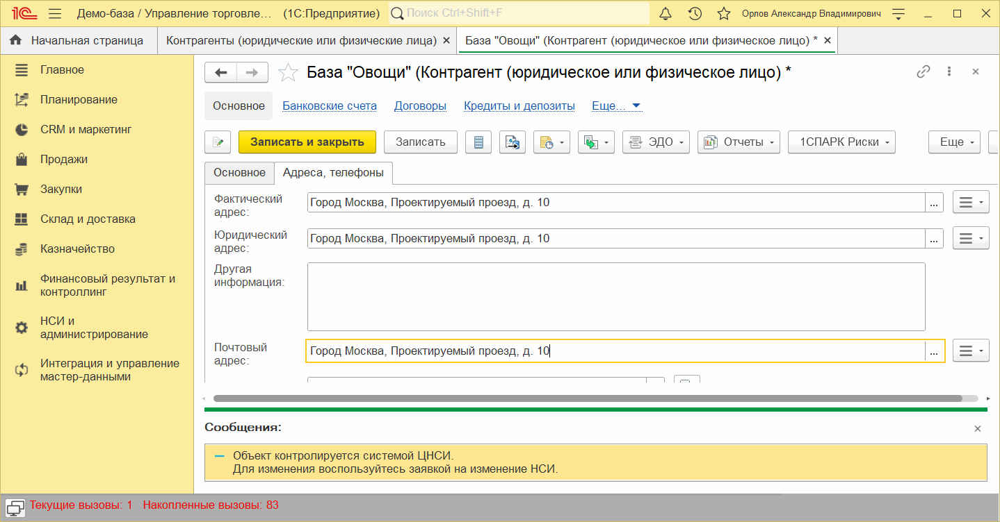 1С Демо-база / Управление торговле... (1С:Предприятие) Поиск Ctrl+Shift+F Орлов Александр Владимирович
Начальная страница Контрагенты (юридические или физические лица) База "Овощи" (Контрагент (юридическое или физическое лицо) *
Главное
Планирование
CRM и маркетинг
Продажи
Закупки
Склад и доставка
Казначейство
Финансовый результат и
контроллинг
НСИ и
администрирование
Интеграция и управление
мастер-данными
База "Овощи" (Контрагент (юридическое или физическое лицо) *
Основное Банковские счета Договоры Кредиты и депозиты Еще...
Записать и закрыть Записать ЭДО Отчеты 1СПАРК Риски Еще
Основное Адреса, телефоны
Фактический
адрес:
Город Москва, Проектируемый проезд, д. 10 ...
Юридический
адрес:
Город Москва, Проектируемый проезд, д. 10 ...
Другая
информация:
Почтовый
адрес:
Город Москва, Проектируемый проезд, д. 10 ...
Сообщения:
Объект контролируется системой ЦНСИ.
Для изменения воспользуйтесь заявкой на изменение НСИ.
Текущие вызовы: 1 Накопленные вызовы: 83